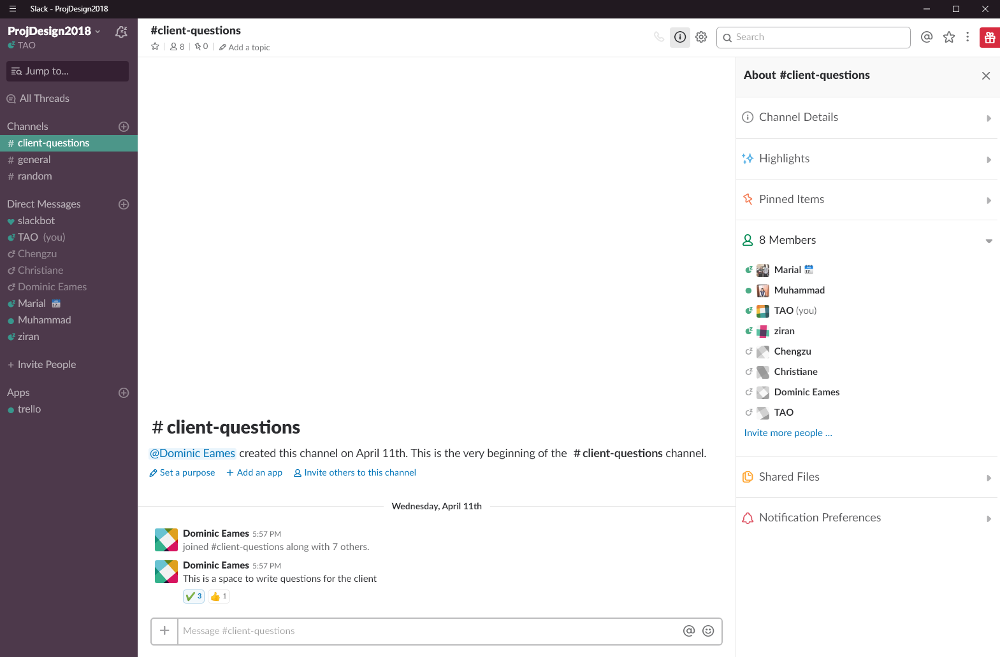 Slack - ProjDesign2018
ProjDesign2018
TAO
Jump to...
All Threads
Channels
# client-questions
# general
# random
Direct Messages
slackbot
TAO (you)
Chengzu
Christiane
Dominic Eames
Marial
Muhammad
ziran
+ Invite People
Apps
trello
#client-questions
8
0
Add a topic
Search
# client-questions
@Dominic Eames created this channel on April 11th. This is the very beginning of the # client-questions channel.
Set a purpose + Add an app Invite others to this channel
Wednesday, April 11th
Dominic Eames 5:57 PM
joined #client-questions along with 7 others.
Dominic Eames 5:57 PM
This is a space to write questions for the client
3 1
Message #client-questions
About #client-questions
Channel Details
Highlights
Pinned Items
8 Members
Marial
Muhammad
TAO (you)
ziran
Chengzu
Christiane
Dominic Eames
TAO
Invite more people ...
Shared Files
Notification Preferences